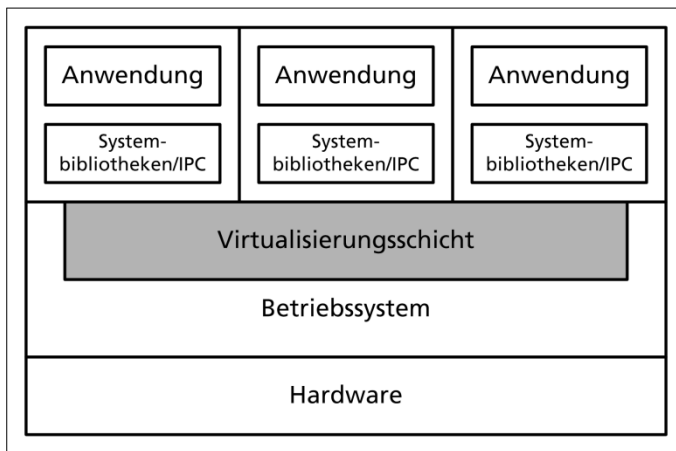 Anwendung
Anwendung
Anwendung
System-
bibliotheken/IPC
System-
bibliotheken/IPC
System-
bibliotheken/IPC
Virtualisierungsschicht
Betriebssystem
Hardware